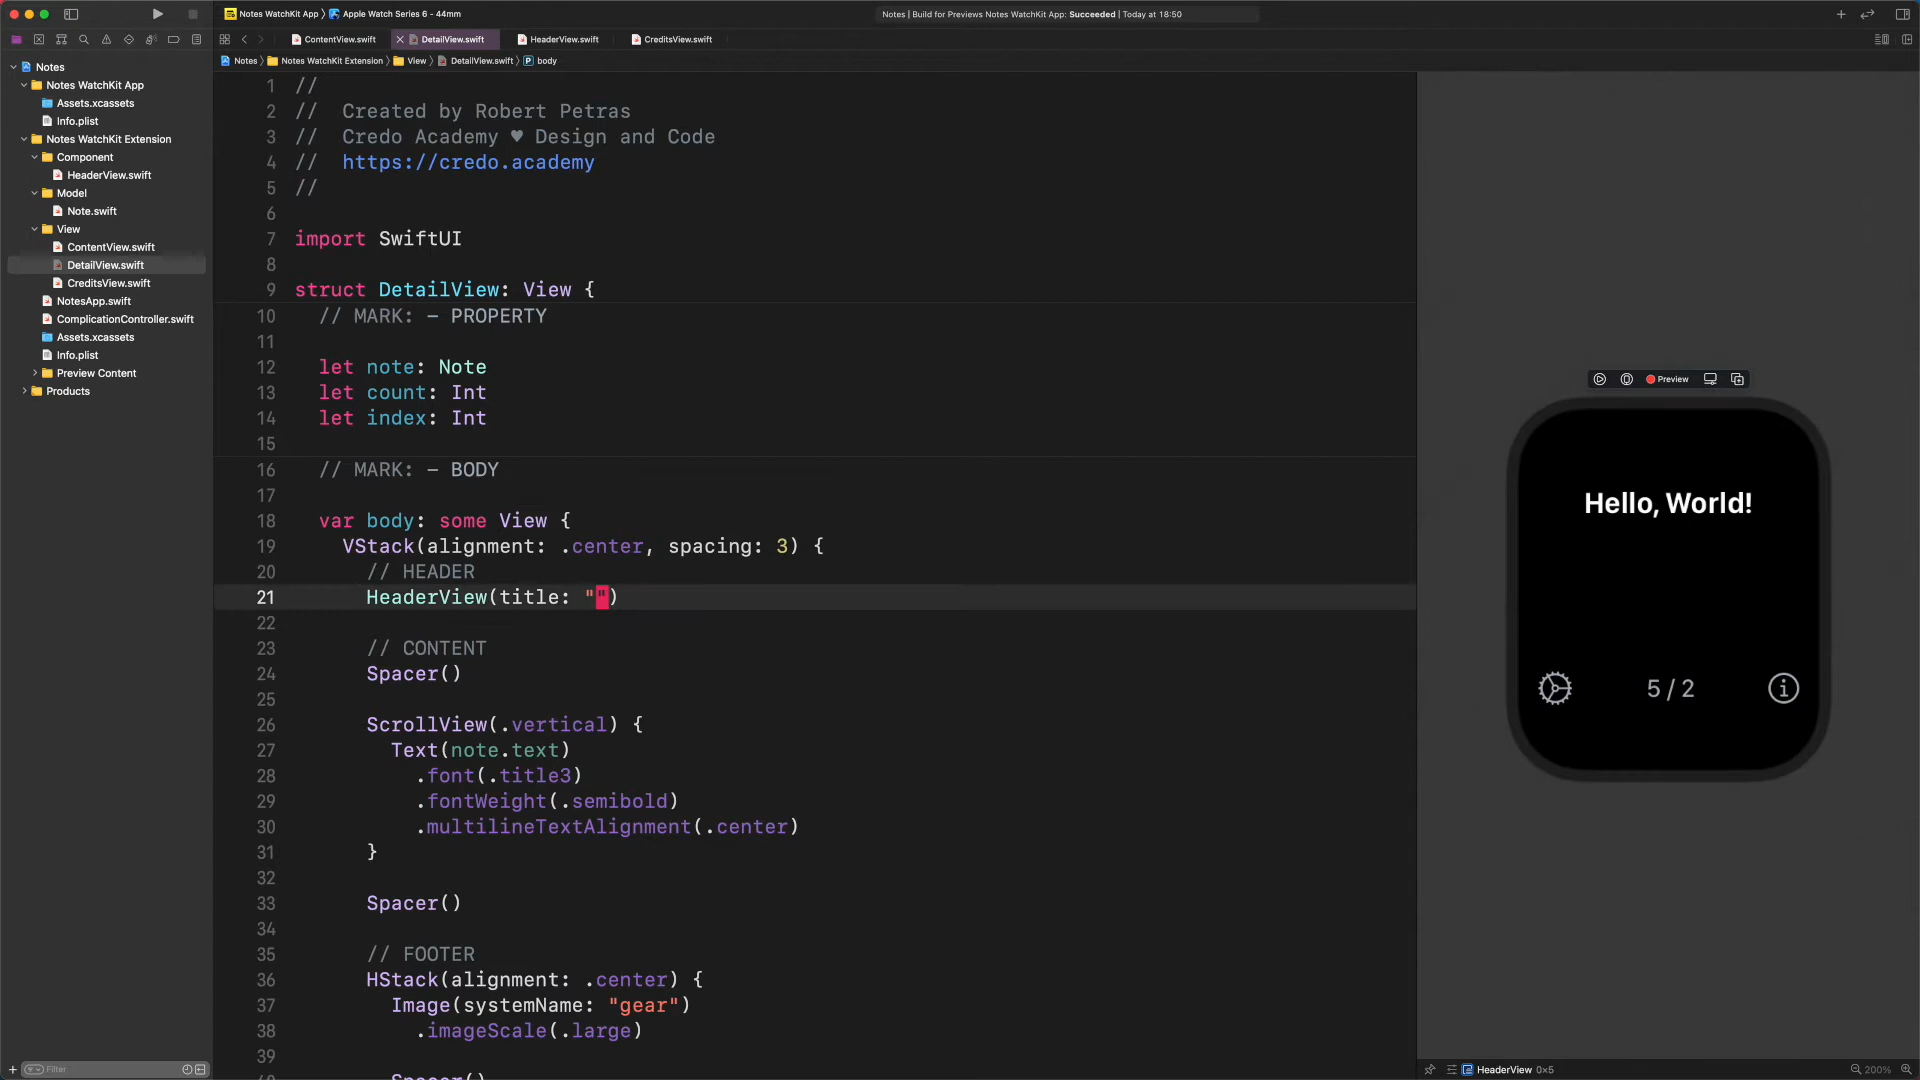 Notes WatchKit App 〉 Apple Watch Series 6 - 44mm
Notes | Build for Previews Notes WatchKit App: Succeeded | Today at 18:50
ContentView.swift
DetailView.swift
HeaderView.swift
CreditsView.swift
Notes 〉 Notes WatchKit Extension 〉 View 〉 DetailView.swift 〉 P body
Notes
Notes WatchKit App
Assets.xcassets
Info.plist
Notes WatchKit Extension
Component
HeaderView.swift
Model
Note.swift
View
ContentView.swift
DetailView.swift
CreditsView.swift
NotesApp.swift
ComplicationController.swift
Assets.xcassets
Info.plist
Preview Content
Products
Filter
1 //
2 //  Created by Robert Petras
3 //  Credo Academy ♥ Design and Code
4 //  https://credo.academy
5 //
6
7 import SwiftUI
8
9 struct DetailView: View {
10   // MARK: - PROPERTY
11
12   let note: Note
13   let count: Int
14   let index: Int
15
16   // MARK: - BODY
17
18   var body: some View {
19     VStack(alignment: .center, spacing: 3) {
20       // HEADER
21       HeaderView(title: "")
22
23       // CONTENT
24       Spacer()
25
26       ScrollView(.vertical) {
27         Text(note.text)
28           .font(.title3)
29           .fontWeight(.semibold)
30           .multilineTextAlignment(.center)
31       }
32
33       Spacer()
34
35       // FOOTER
36       HStack(alignment: .center) {
37         Image(systemName: "gear")
38           .imageScale(.large)
39
40         Spacer()
Preview
Hello, World!
5 / 2
HeaderView 0×5
200%